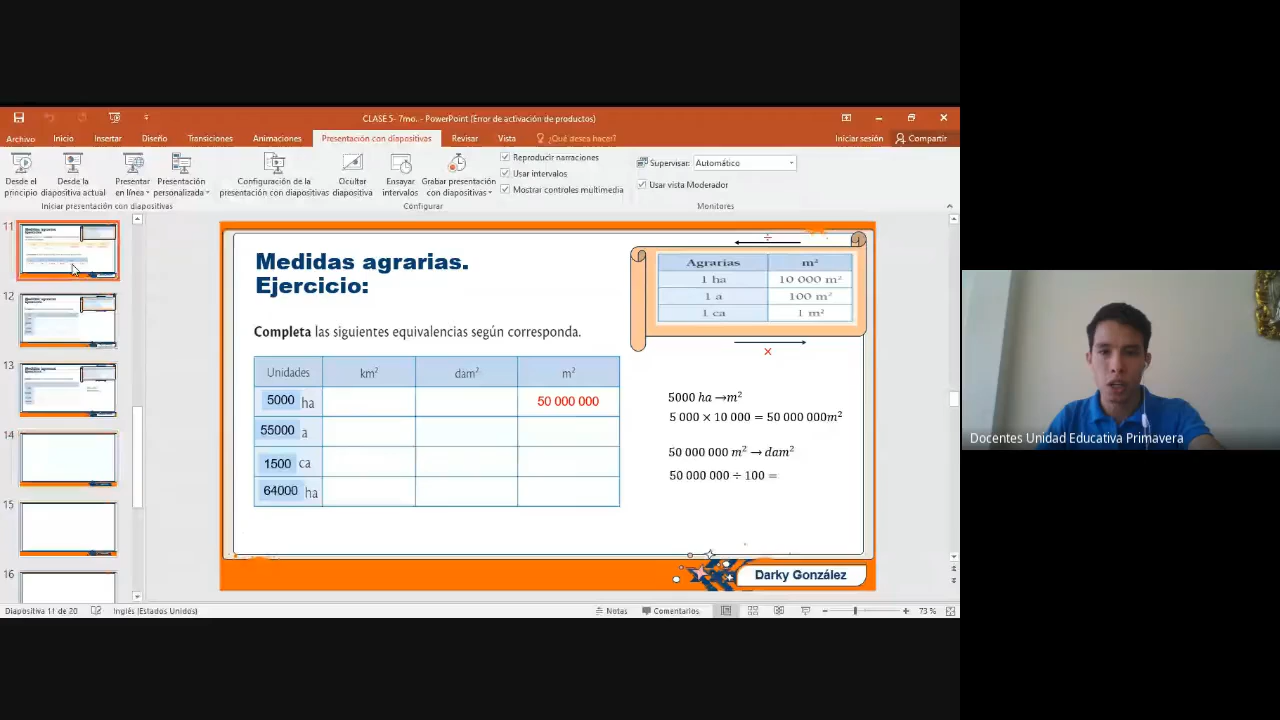 CLASE 5- 7mo.. - PowerPoint (Error de activación de productos)
Archivo Inicio Insertar Diseño Transiciones Animaciones Presentación con diapositivas Revisar Vista ¿Qué desea hacer? Iniciar sesión Compartir
Desde el principio
Desde la diapositiva actual
Presentar en línea
Presentación personalizada
Configuración de la presentación con diapositivas
Ocultar diapositiva
Ensayar intervalos
Grabar presentación con diapositivas
Reproducir narraciones
Usar intervalos
Mostrar controles multimedia
Supervisar: Automático
Usar vista Moderador
Iniciar presentación con diapositivas Configurar Monitores
11
12
13
14
15
16
Medidas agrarias.
Ejercicio:
÷
Agrarias m²
1 ha 10 000 m²
1 a 100 m²
1 ca 1 m²
×
Completa las siguientes equivalencias según corresponda.
Unidades km² dam² m²
5000 ha 50 000 000
55000 a
1500 ca
64000 ha
5000 ha →m²
5 000 × 10 000 = 50 000 000m²
50 000 000 m² → dam²
50 000 000 ÷ 100 =
Darky González
Diapositiva 11 de 20 Inglés (Estados Unidos) Notas Comentarios 73 %
Docentes Unidad Educativa Primavera